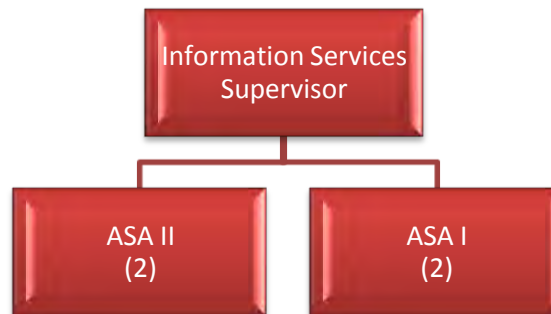 Information Services
Supervisor
ASA II
(2)
ASA I
(2)